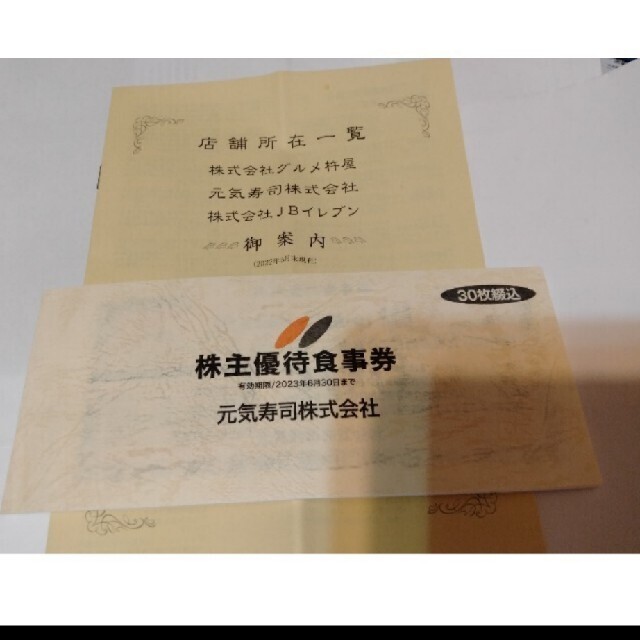 店舗所在一覧
株式会社グルメ杵屋
元気寿司株式会社
株式会社JBイレブン
御案内
30枚綴込
株主優待食事券
有効期限/2023年6月30日まで
元気寿司株式会社